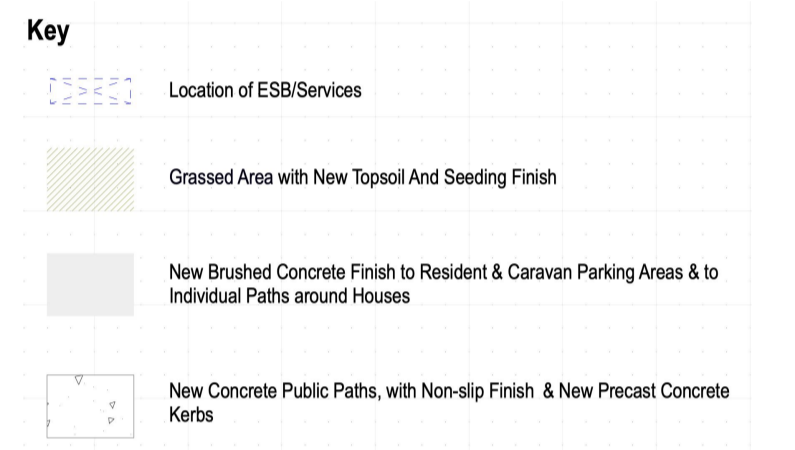 Key
Location of ESB/Services
Grassed Area with New Topsoil And Seeding Finish
New Brushed Concrete Finish to Resident & Caravan Parking Areas & to
Individual Paths around Houses
New Concrete Public Paths, with Non-slip Finish & New Precast Concrete
Kerbs